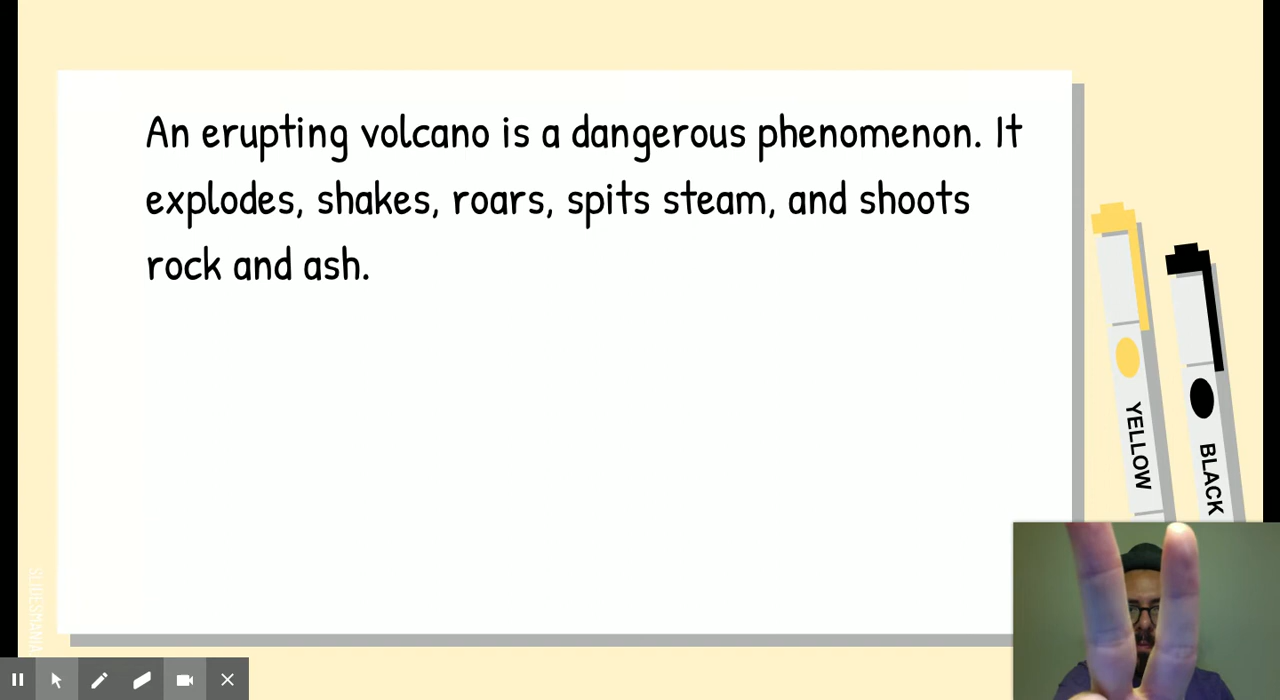 An erupting volcano is a dangerous phenomenon. It
explodes, shakes, roars, spits steam, and shoots
rock and ash.
YELLOW
BLACK
SLIDESMANIA